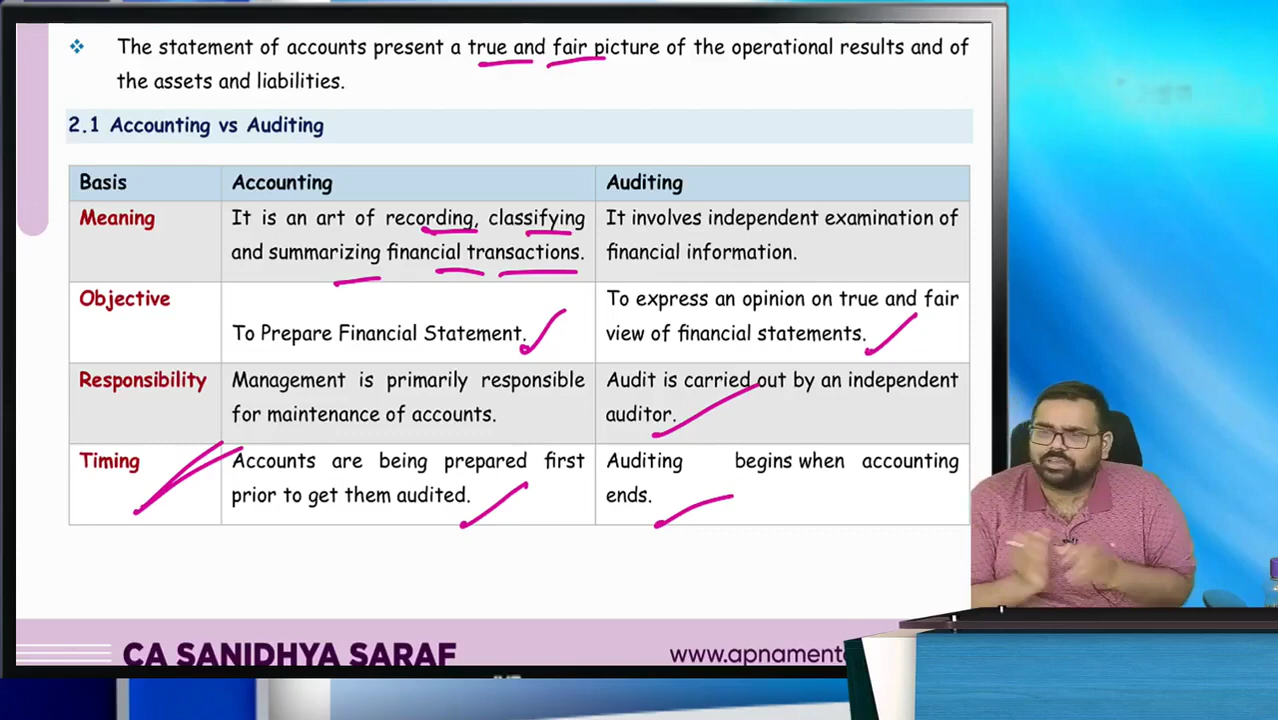 The statement of accounts present a true and fair picture of the operational results and of
the assets and liabilities.
2.1 Accounting vs Auditing
Basis Accounting Auditing
Meaning It is an art of recording, classifying It involves independent examination of
and summarizing financial transactions. financial information.
Objective To express an opinion on true and fair
To Prepare Financial Statement. view of financial statements.
Responsibility Management is primarily responsible Audit is carried out by an independent
for maintenance of accounts. auditor.
Timing Accounts are being prepared first Auditing begins when accounting
prior to get them audited. ends.
CA SANIDHYA SARAF www.apnament